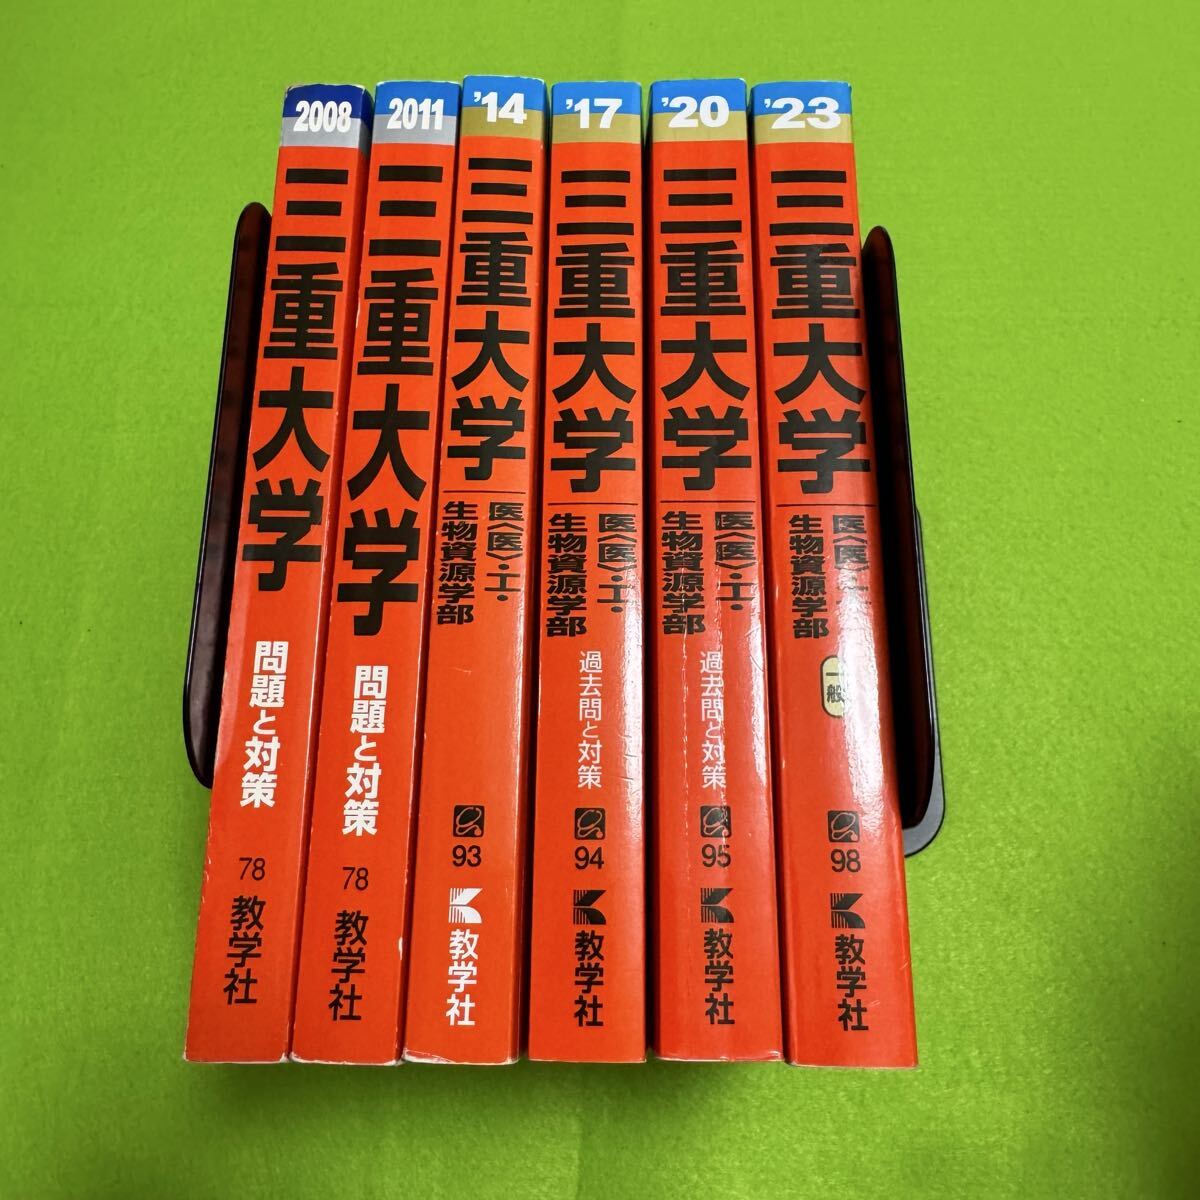 2008
三重大学
問題と対策
78
教学社
2011
三重大学
問題と対策
78
教学社
'14
三重大学
医〈医〉・工・
生物資源学部
93
教学社
'17
三重大学
医〈医〉・工・
生物資源学部
過去問と対策
94
教学社
'20
三重大学
医〈医〉・工・
生物資源学部
過去問と対策
95
教学社
'23
三重大学
医〈医〉・工・
生物資源学部
一般
98
教学社